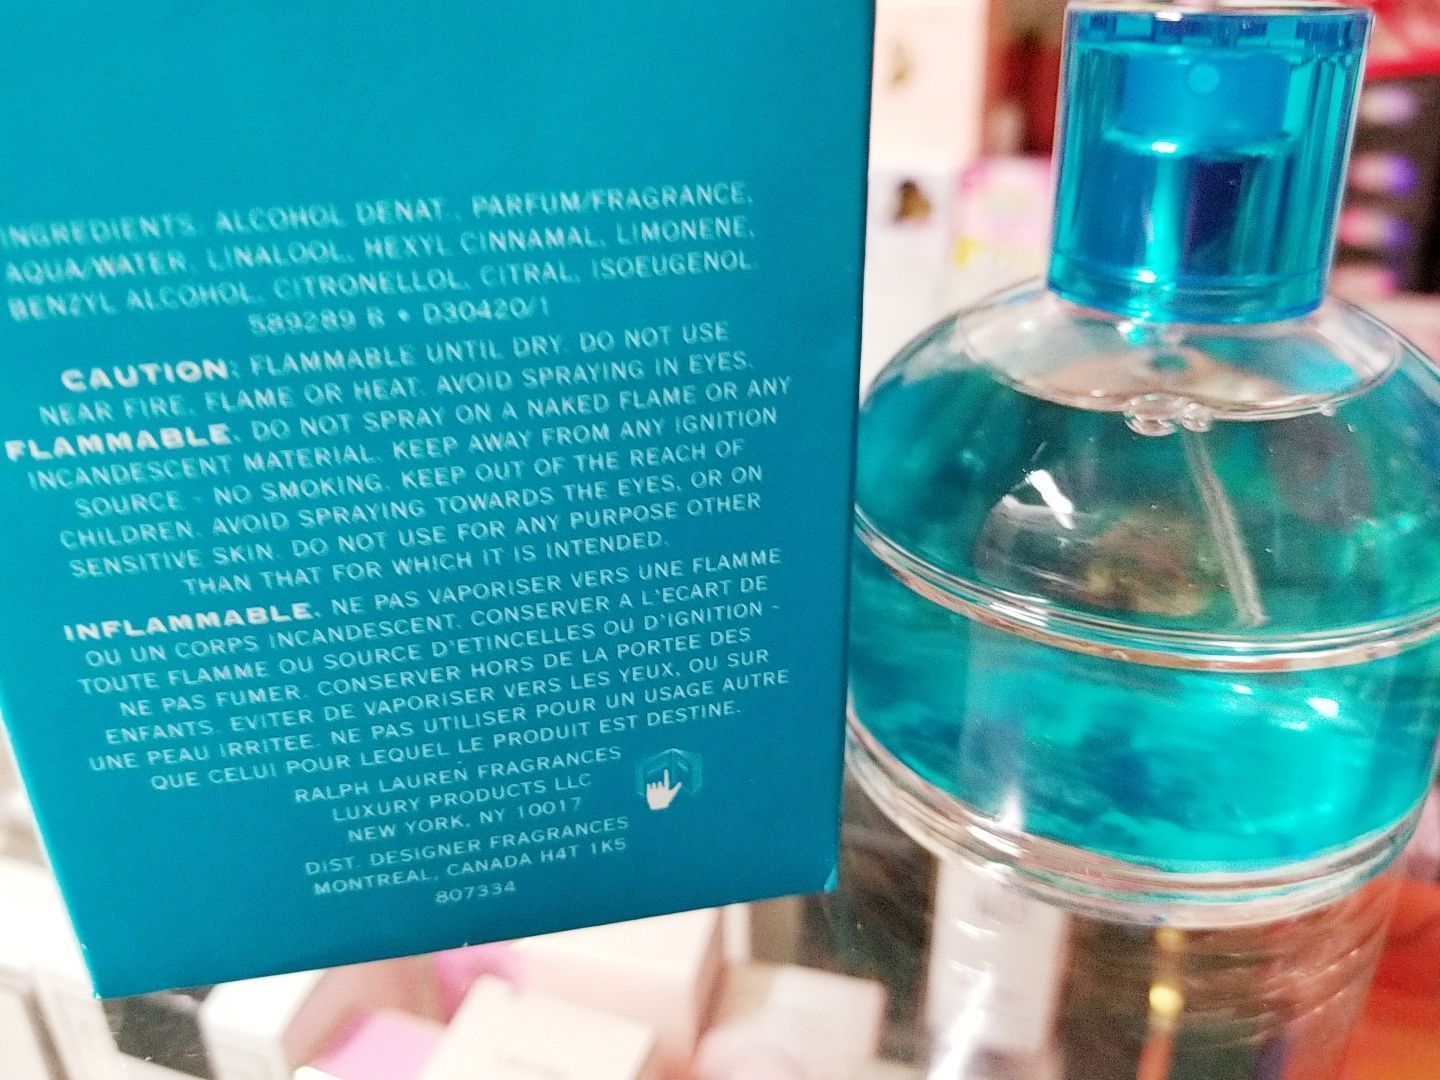 INGREDIENTS: ALCOHOL DENAT., PARFUM/FRAGRANCE,
AQUA/WATER, LINALOOL, HEXYL CINNAMAL, LIMONENE,
BENZYL ALCOHOL, CITRONELLOL, CITRAL, ISOEUGENOL.
589289 B • D30420/1
CAUTION: FLAMMABLE UNTIL DRY. DO NOT USE
NEAR FIRE, FLAME OR HEAT. AVOID SPRAYING IN EYES.
FLAMMABLE. DO NOT SPRAY ON A NAKED FLAME OR ANY
INCANDESCENT MATERIAL. KEEP AWAY FROM ANY IGNITION
SOURCE - NO SMOKING. KEEP OUT OF THE REACH OF
CHILDREN. AVOID SPRAYING TOWARDS THE EYES, OR ON
SENSITIVE SKIN. DO NOT USE FOR ANY PURPOSE OTHER
THAN THAT FOR WHICH IT IS INTENDED.
INFLAMMABLE. NE PAS VAPORISER VERS UNE FLAMME
OU UN CORPS INCANDESCENT. CONSERVER A L'ECART DE
TOUTE FLAMME OU SOURCE D'ETINCELLES OU D'IGNITION -
NE PAS FUMER. CONSERVER HORS DE LA PORTEE DES
ENFANTS. EVITER DE VAPORISER VERS LES YEUX, OU SUR
UNE PEAU IRRITEE. NE PAS UTILISER POUR UN USAGE AUTRE
QUE CELUI POUR LEQUEL LE PRODUIT EST DESTINE.
RALPH LAUREN FRAGRANCES
LUXURY PRODUCTS LLC
NEW YORK, NY 10017
DIST. DESIGNER FRAGRANCES
MONTREAL, CANADA H4T 1K5
807334